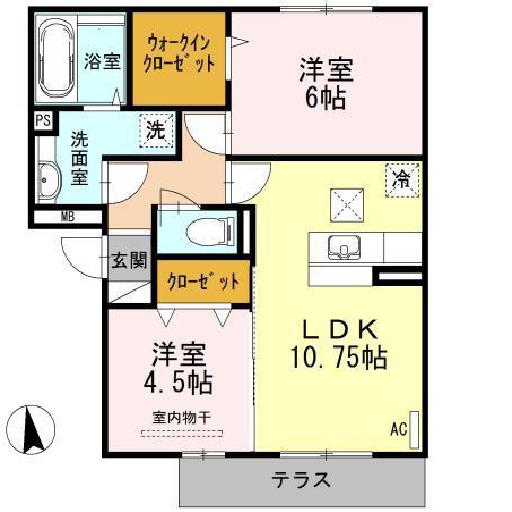 浴室
ウォークイン
クローゼット
洋室
6帖
PS
洗
面
室
洗
冷
MB
玄関
クローゼット
LDK
10.75帖
洋室
4.5帖
室内物干
AC
テラス